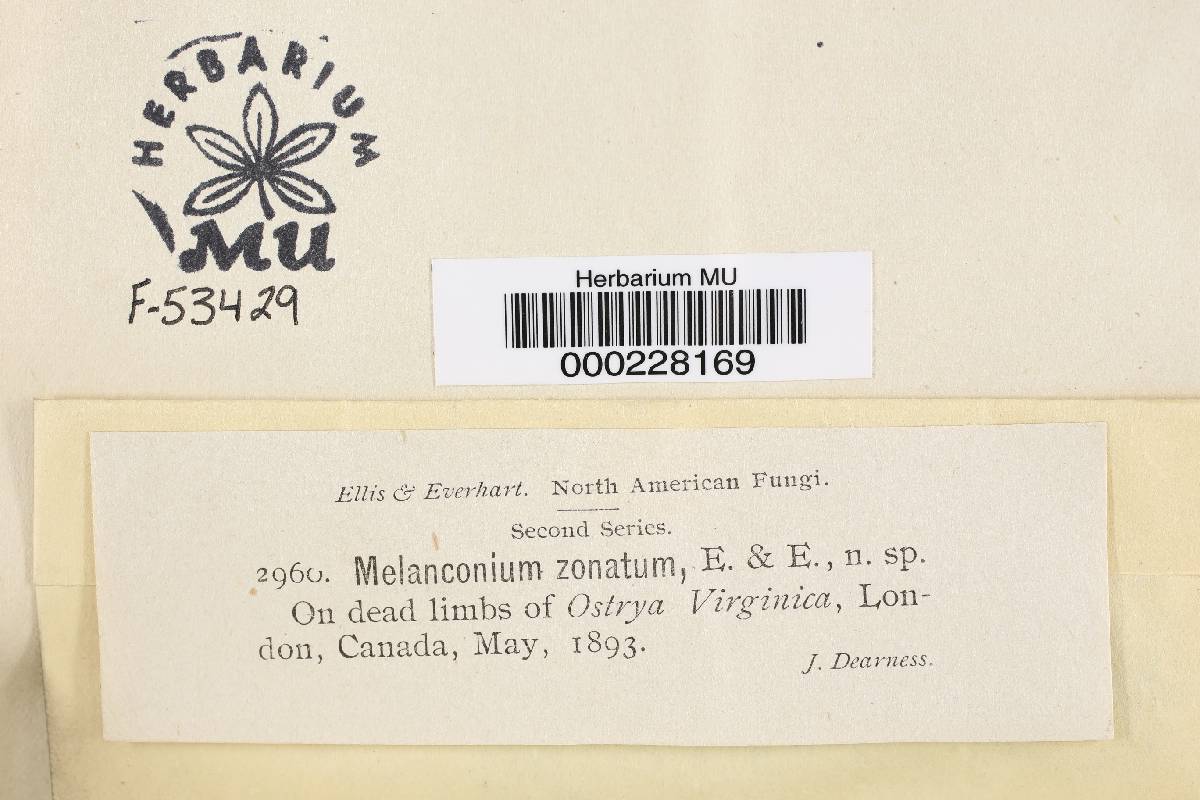 HERBARIUM
MU
F-53429
Herbarium MU
000228169
Ellis & Everhart. North American Fungi.
Second Series.
2960. Melanconium zonatum, E. & E., n. sp.
On dead limbs of Ostrya Virginica, Lon-
don, Canada, May, 1893.
J. Dearness.